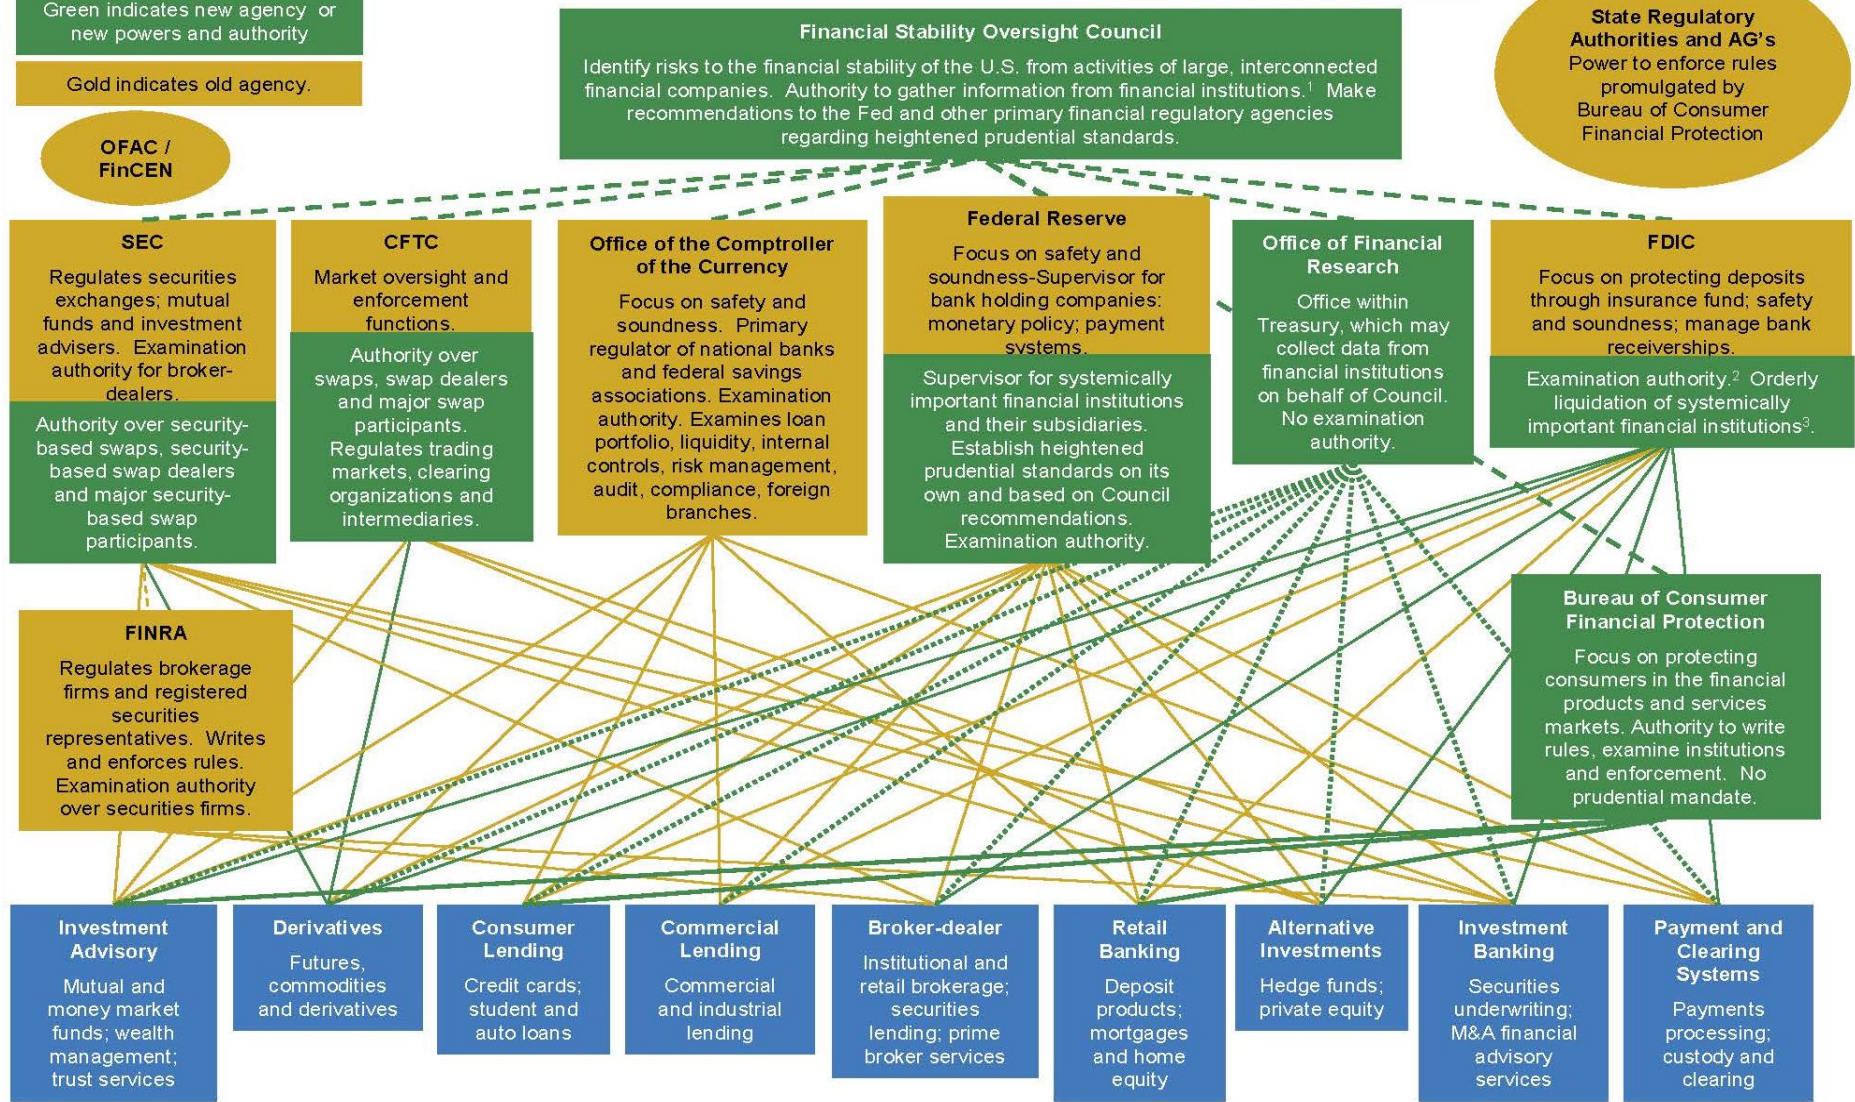 Green indicates new agency or
new powers and authority
Gold indicates old agency.
OFAC /
FinCEN
Financial Stability Oversight Council
Identify risks to the financial stability of the U.S. from activities of large, interconnected
financial companies. Authority to gather information from financial institutions.¹ Make
recommendations to the Fed and other primary financial regulatory agencies
regarding heightened prudential standards.
State Regulatory
Authorities and AG's
Power to enforce rules
promulgated by
Bureau of Consumer
Financial Protection
SEC
Regulates securities
exchanges; mutual
funds and investment
advisers. Examination
authority for broker-
dealers.
Authority over security-
based swaps, security-
based swap dealers
and major security-
based swap
participants.
CFTC
Market oversight and
enforcement
functions.
Authority over
swaps, swap dealers
and major swap
participants.
Regulates trading
markets, clearing
organizations and
intermediaries.
Office of the Comptroller
of the Currency
Focus on safety and
soundness. Primary
regulator of national banks
and federal savings
associations. Examination
authority. Examines loan
portfolio, liquidity, internal
controls, risk management,
audit, compliance, foreign
branches.
Federal Reserve
Focus on safety and
soundness-Supervisor for
bank holding companies:
monetary policy; payment
systems.
Supervisor for systemically
important financial institutions
and their subsidiaries.
Establish heightened
prudential standards on its
own and based on Council
recommendations.
Examination authority.
Office of Financial
Research
Office within
Treasury, which may
collect data from
financial institutions
on behalf of Council.
No examination
authority.
FDIC
Focus on protecting deposits
through insurance fund; safety
and soundness; manage bank
receiverships.
Examination authority.² Orderly
liquidation of systemically
important financial institutions³.
FINRA
Regulates brokerage
firms and registered
securities
representatives. Writes
and enforces rules.
Examination authority
over securities firms.
Bureau of Consumer
Financial Protection
Focus on protecting
consumers in the financial
products and services
markets. Authority to write
rules, examine institutions
and enforcement. No
prudential mandate.
Investment
Advisory
Mutual and
money market
funds; wealth
management;
trust services
Derivatives
Futures,
commodities
and derivatives
Consumer
Lending
Credit cards;
student and
auto loans
Commercial
Lending
Commercial
and industrial
lending
Broker-dealer
Institutional and
retail brokerage;
securities
lending; prime
broker services
Retail
Banking
Deposit
products;
mortgages
and home
equity
Alternative
Investments
Hedge funds;
private equity
Investment
Banking
Securities
underwriting;
M&A financial
advisory
services
Payment and
Clearing
Systems
Payments
processing;
custody and
clearing